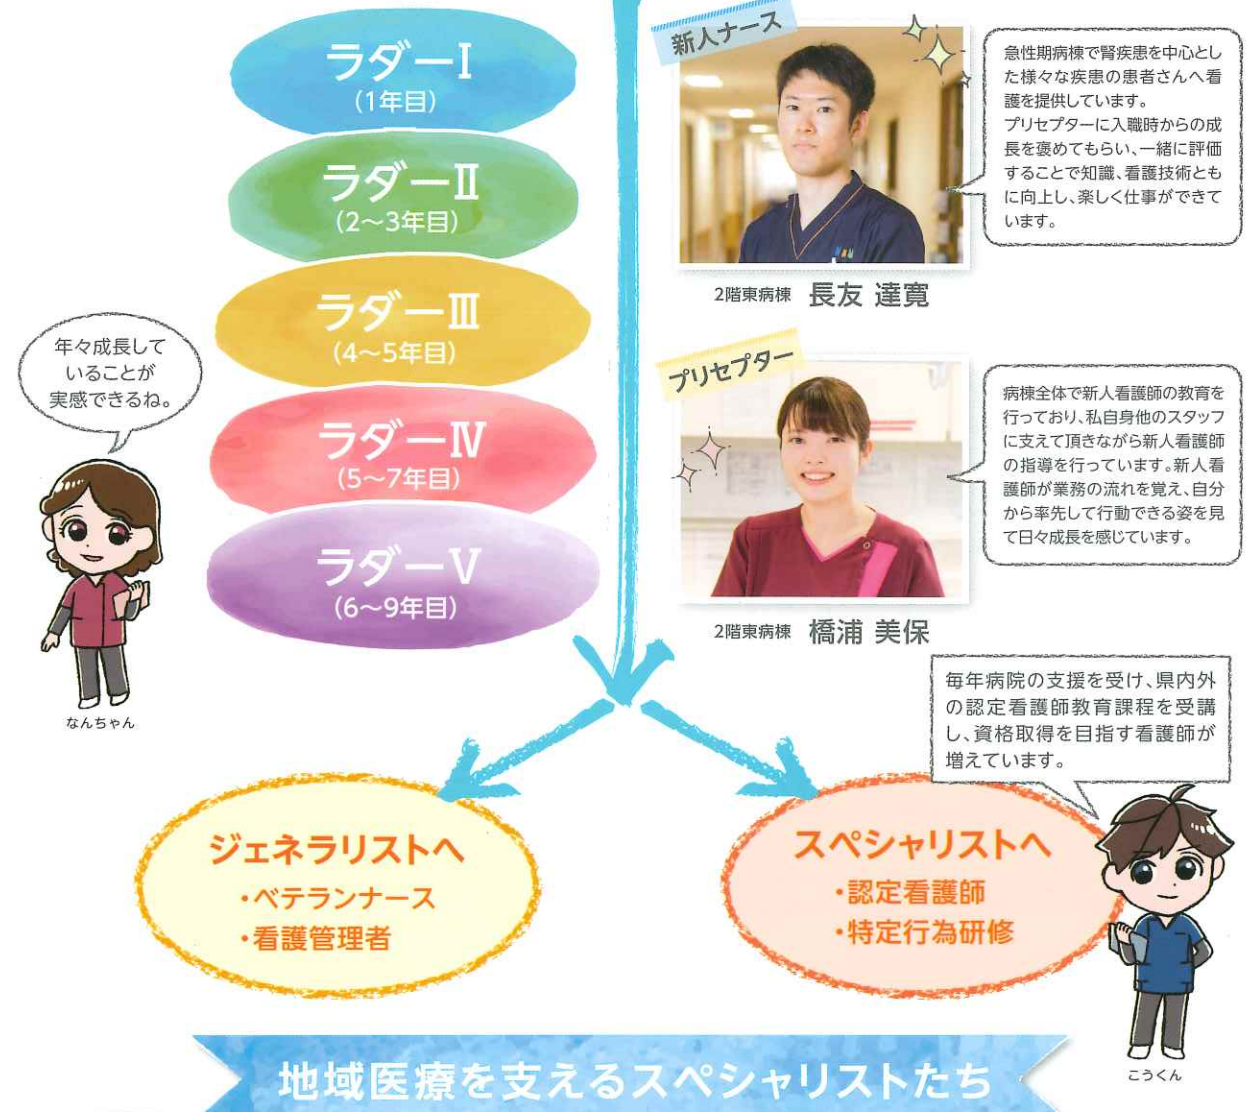 ラダーⅠ
(1年目)
ラダーⅡ
(2～3年目)
ラダーⅢ
(4～5年目)
ラダーⅣ
(5～7年目)
ラダーⅤ
(6～9年目)
年々成長して
いることが
実感できるね。
なんちゃん
新人ナース
急性期病棟で腎疾患を中心とし
た様々な疾患の患者さんへ看
護を提供しています。
プリセプターに入職時からの成
長を褒めてもらい、一緒に評価
することで知識、看護技術とも
に向上し、楽しく仕事ができて
います。
2階東病棟 長友 達寛
プリセプター
病棟全体で新人看護師の教育を
行っており、私自身他のスタッフ
に支えて頂きながら新人看護師
の指導を行っています。新人看
護師が業務の流れを覚え、自分
から率先して行動できる姿を見
て日々成長を感じています。
2階東病棟 橋浦 美保
毎年病院の支援を受け、県内外
の認定看護師教育課程を受講
し、資格取得を目指す看護師が
増えています。
ジェネラリストへ
・ベテランナース
・看護管理者
スペシャリストへ
・認定看護師
・特定行為研修
こうくん
地域医療を支えるスペシャリストたち